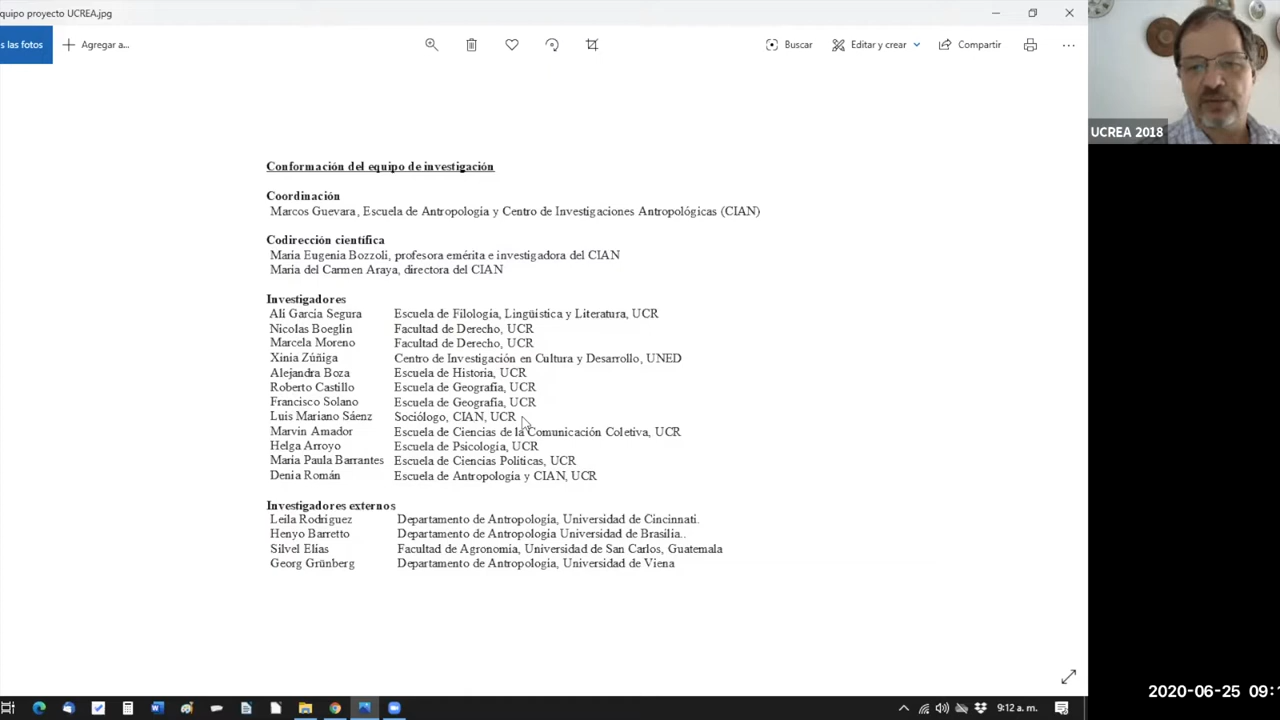 quipo proyecto UCREA.jpg
s las fotos
Agregar a...
Buscar
Editar y crear
Compartir
UCREA 2018
Conformación del equipo de investigación
Coordinación
Marcos Guevara, Escuela de Antropología y Centro de Investigaciones Antropológicas (CIAN)
Codirección científica
María Eugenia Bozzoli, profesora emérita e investigadora del CIAN
María del Carmen Araya, directora del CIAN
Investigadores
Alí García Segura Escuela de Filología, Lingüística y Literatura, UCR
Nicolas Boeglin Facultad de Derecho, UCR
Marcela Moreno Facultad de Derecho, UCR
Xinia Zúñiga Centro de Investigación en Cultura y Desarrollo, UNED
Alejandra Boza Escuela de Historia, UCR
Roberto Castillo Escuela de Geografía, UCR
Francisco Solano Escuela de Geografía, UCR
Luis Mariano Sáenz Sociólogo, CIAN, UCR
Marvin Amador Escuela de Ciencias de la Comunicación Coletiva, UCR
Helga Arroyo Escuela de Psicología, UCR
María Paula Barrantes Escuela de Ciencias Políticas, UCR
Denia Román Escuela de Antropología y CIAN, UCR
Investigadores externos
Leila Rodríguez Departamento de Antropología, Universidad de Cincinnati.
Henyo Barretto Departamento de Antropología Universidad de Brasilia..
Silvel Elías Facultad de Agronomía, Universidad de San Carlos, Guatemala
Georg Grünberg Departamento de Antropología, Universidad de Viena
2020-06-25 09:
9:12 a. m.